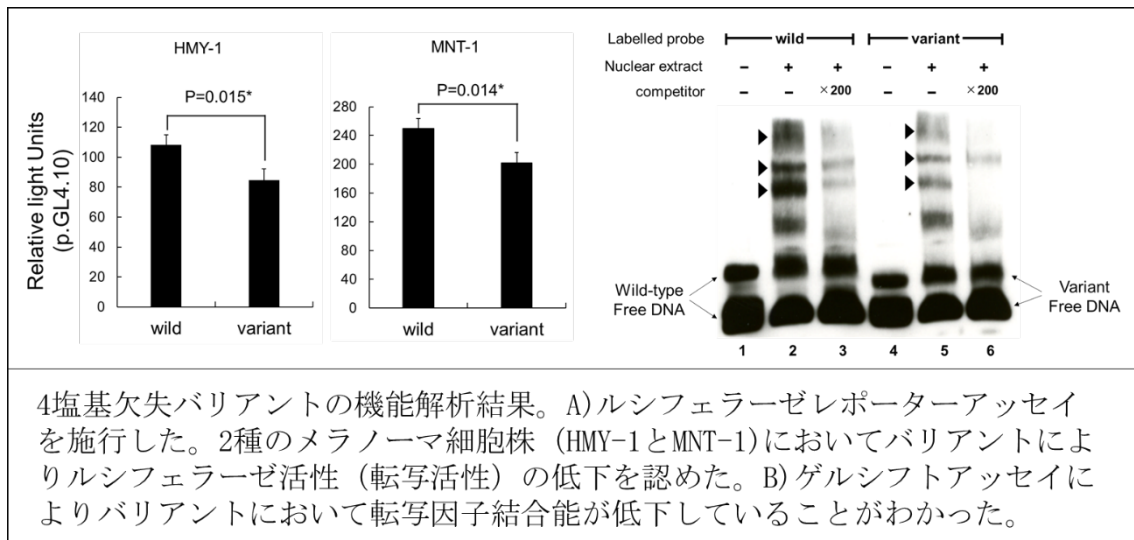 HMY-1
Relative light Units
(p.GL4.10)
140
120
100
80
60
40
20
0
P=0.015*
wild
variant
MNT-1
280
240
200
160
120
80
40
0
P=0.014*
wild
variant
Labelled probe wild variant
Nuclear extract - + + - + +
competitor - - ×200 - - ×200
Wild-type
Free DNA
Variant
Free DNA
1 2 3 4 5 6
4塩基欠失バリアントの機能解析結果。A)ルシフェラーゼレポーターアッセイ
を施行した。2種のメラノーマ細胞株（HMY-1とMNT-1)においてバリアントによ
りルシフェラーゼ活性（転写活性）の低下を認めた。B)ゲルシフトアッセイに
よりバリアントにおいて転写因子結合能が低下していることがわかった。